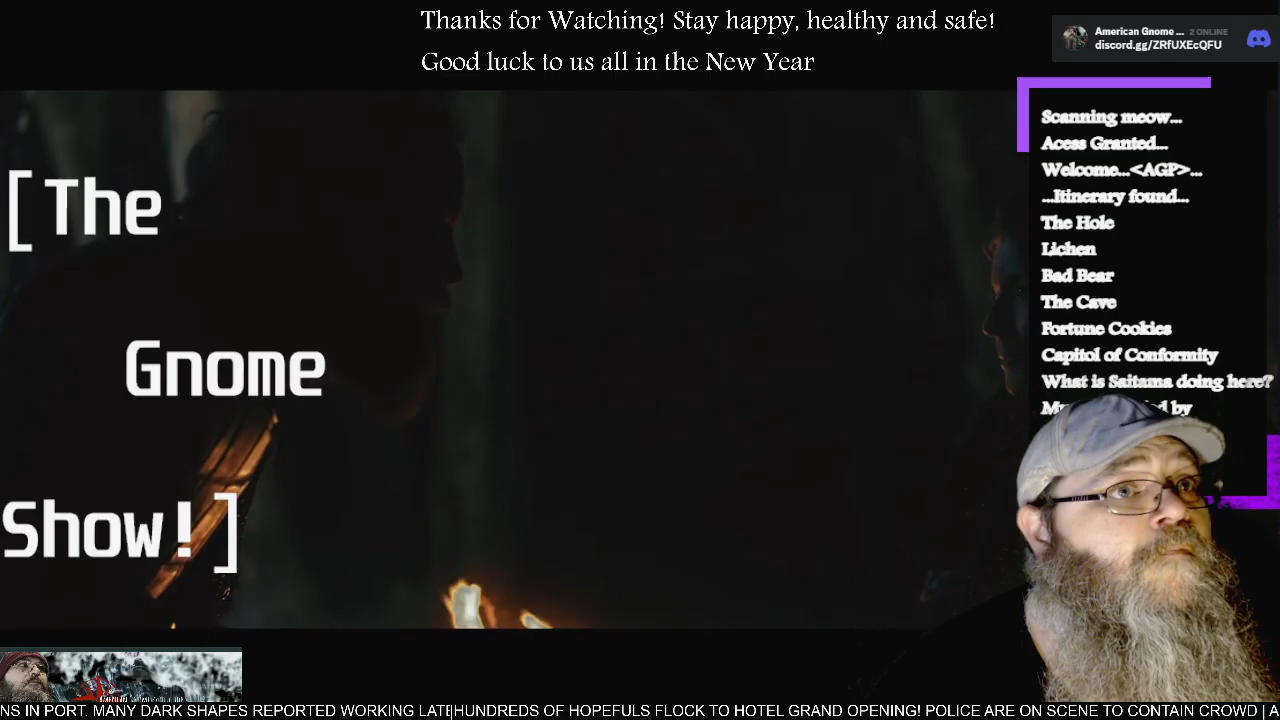 Thanks for Watching! Stay happy, healthy and safe!
Good luck to us all in the New Year
American Gnome ... 2 ONLINE
discord.gg/ZRfUXEcQFU
Scanning meow...
Acess Granted...
Welcome...<AGP>...
...Itinerary found...
The Hole
Lichen
Bad Bear
The Cave
Fortune Cookies
Capitol of Conformity
What is Saitama doing here?
by
[The
Gnome
Show!]
NS IN PORT. MANY DARK SHAPES REPORTED WORKING LATE|HUNDREDS OF HOPEFULS FLOCK TO HOTEL GRAND OPENING! POLICE ARE ON SCENE TO CONTAIN CROWD | A